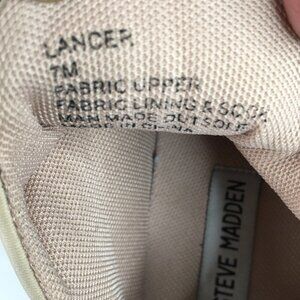 LANCER
7M
FABRIC UPPER
FABRIC LINING & SOCK
MAN MADE OUTSOLE
MADE IN CHINA
STEVE MADDEN